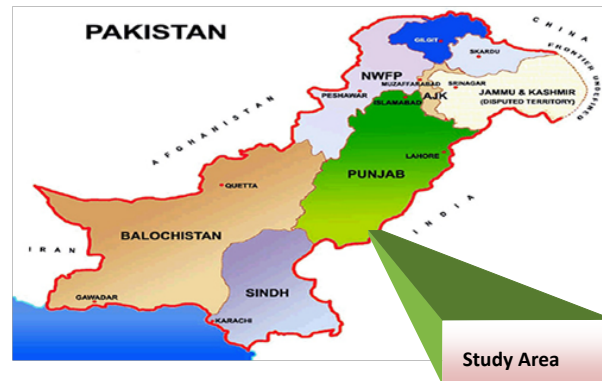 PAKISTAN
CHINA
FRONTIER UNDEFINED
GILGIT
SKARDU
NWFP
MUZAFFARABAD
SRINAGAR
PESHAWAR
AJK
JAMMU & KASHMIR
ISLAMABAD
(DISPUTED TERRITORY)
AFGHANISTAN
LAHORE
PUNJAB
QUETTA
INDIA
BALOCHISTAN
IRAN
SINDH
GAWADAR
KARACHI
Study Area